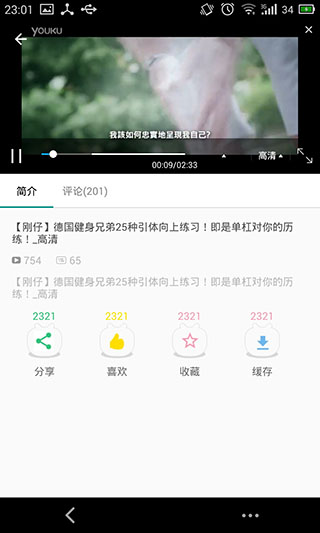 23:01
3G
34
YOUKU
我該如何忠實地呈現我自己?
00:09/02:33
高清
简介
评论(201)
【刚仔】德国健身兄弟25种引体向上练习！即是单杠对你的历
练！_高清
754
65
【刚仔】德国健身兄弟25种引体向上练习！即是单杠对你的历
练！_高清
2321 2321 2321 2321
分享 喜欢 收藏 缓存